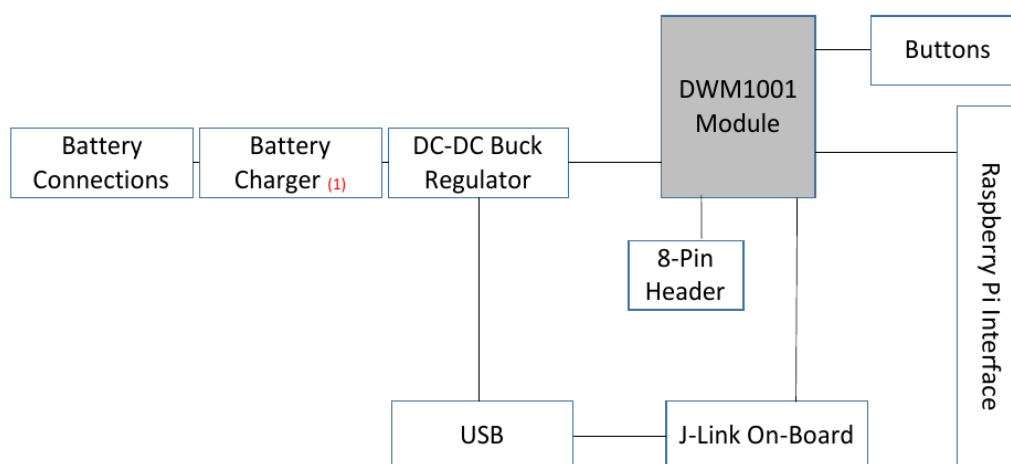 DWM1001
Module
Buttons
Battery
Connections
Battery
Charger (1)
DC-DC Buck
Regulator
8-Pin
Header
Raspberry Pi Interface
USB
J-Link On-Board